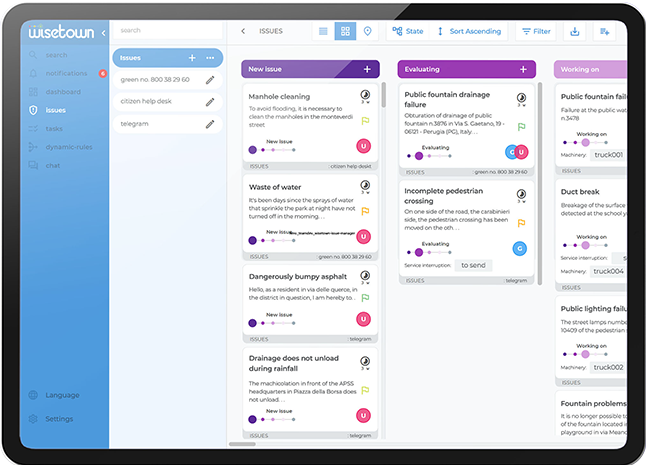 wisetown
search
notifications 6
dashboard
issues
tasks
dynamic-rules
chat
Language
Settings
search
Issues
green no. 800 38 29 60
citizen help desk
telegram
ISSUES
State
Sort Ascending
Filter
New issue
Manhole cleaning
To avoid flooding, it is necessary to
clean the manholes in the monteverdi
street
3 w
New Issue
U
ISSUES
: citizen help deskt
Waste of water
It's been days since the sprays of water
that sprinkle the park at night have not
turned off in the morning. . .
3 w
New Issue
U
ISSUES
: green no. 800 38 29 60
Dangerously bumpy asphalt
Hello, as a resident in via delle querce, in
the district in question, I am hereby to. . .
3 w
New Issue
U
ISSUES
: telegram
Drainage does not unload
during rainfall
The machicolation in front of the APSS
headquarters in Piazza della Borsa does
not unload. . .
3 w
New Issue
U
ISSUES
: telegram
Evaluating
Public fountain drainage
failure
Obturation of drainage of public
fountain n.3876 in Via S. Gaetano, 19 -
06121 - Perugia (PG), Italy. . .
3 w
Evaluating
G U
ISSUES
: green no. 800 38 29 60
Incomplete pedestrian
crossing
On one side of the road, the carabinieri
side, the pedestrian crossing has been
moved on the oth. . .
3 w
Evaluating
G
Service interruption: to send
ISSUES
: telegram
Working on
Public fountain failu
Failure at the public wate
n.3478
Working on
Machinery: truck001
ISSUES
Duct break
Breakage of the surface
detected at the school y
Working on
Service interruption: sen
Machinery: truck004
ISSUES
Public lighting failu
The street lamps numbe
10409 of the pedestrian
Working on
Machinery: truck002
ISSUES
Fountain problems
It is no longer possible to
of the fountain located in
playground in via Meanc